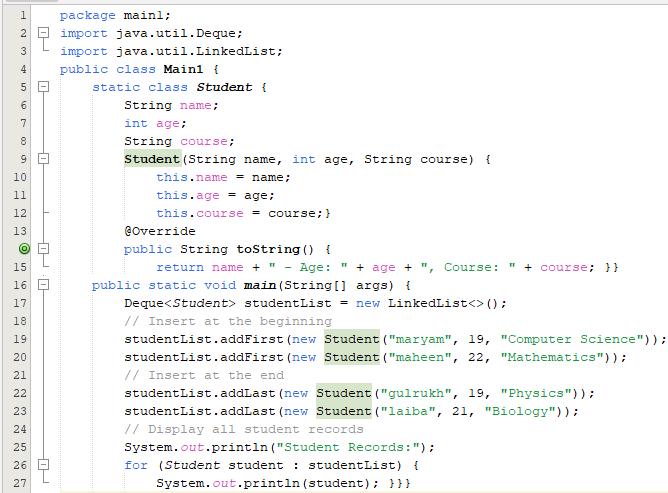 1 package main1;
2 import java.util.Deque;
3 import java.util.LinkedList;
4 public class Main1 {
5 static class Student {
6 String name;
7 int age;
8 String course;
9 Student(String name, int age, String course) {
10 this.name = name;
11 this.age = age;
12 this.course = course;}
13 @Override
public String toString() {
15 return name + " - Age: " + age + ", Course: " + course; }}
16 public static void main(String[] args) {
17 Deque<Student> studentList = new LinkedList<>();
18 // Insert at the beginning
19 studentList.addFirst(new Student("maryam", 19, "Computer Science"));
20 studentList.addFirst(new Student("maheen", 22, "Mathematics"));
21 // Insert at the end
22 studentList.addLast(new Student("gulrukh", 19, "Physics"));
23 studentList.addLast(new Student("laiba", 21, "Biology"));
24 // Display all student records
25 System.out.println("Student Records:");
26 for (Student student : studentList) {
27 System.out.println(student); }}}